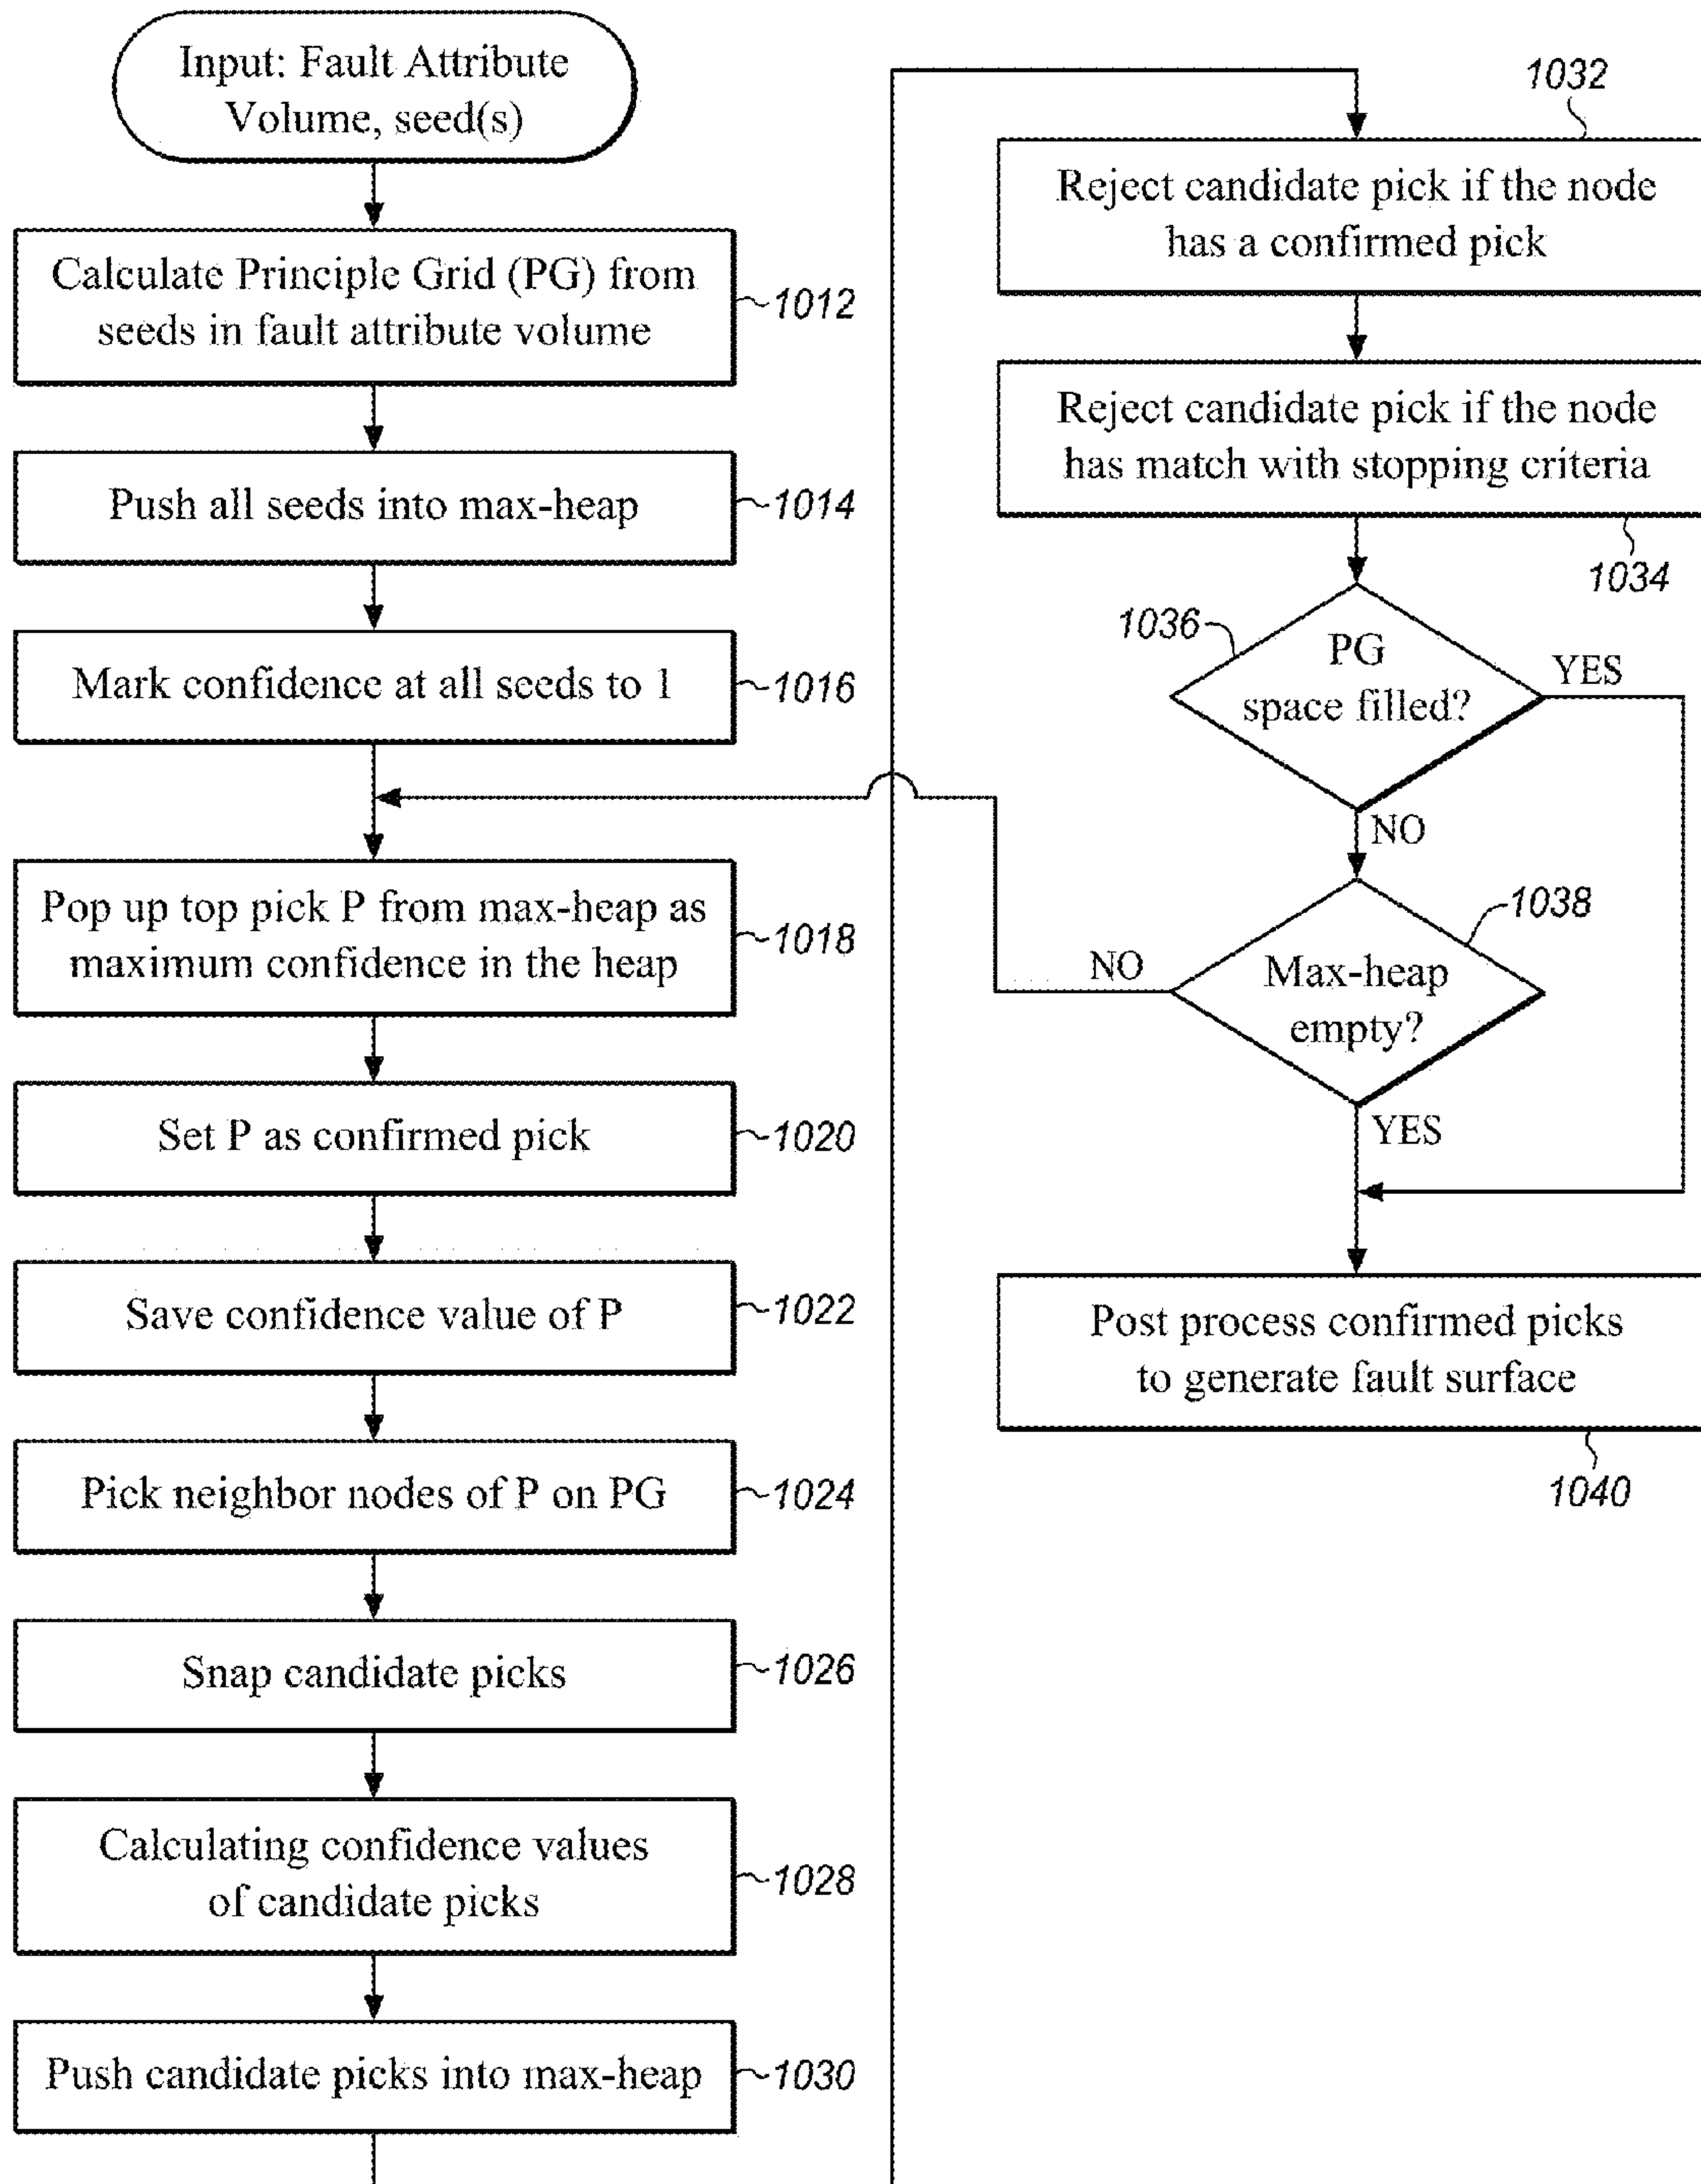 Input: Fault Attribute
Volume, seed(s)
Calculate Principle Grid (PG) from
seeds in fault attribute volume
1012
Push all seeds into max-heap
1014
Mark confidence at all seeds to 1
1016
Pop up top pick P from max-heap as
maximum confidence in the heap
1018
Set P as confirmed pick
1020
Save confidence value of P
1022
Pick neighbor nodes of P on PG
1024
Snap candidate picks
1026
Calculating confidence values
of candidate picks
1028
Push candidate picks into max-heap
1030
1032
Reject candidate pick if the node
has a confirmed pick
Reject candidate pick if the node
has match with stopping criteria
1034
1036
PG
space filled?
YES
NO
1038
Max-heap
empty?
NO
YES
Post process confirmed picks
to generate fault surface
1040